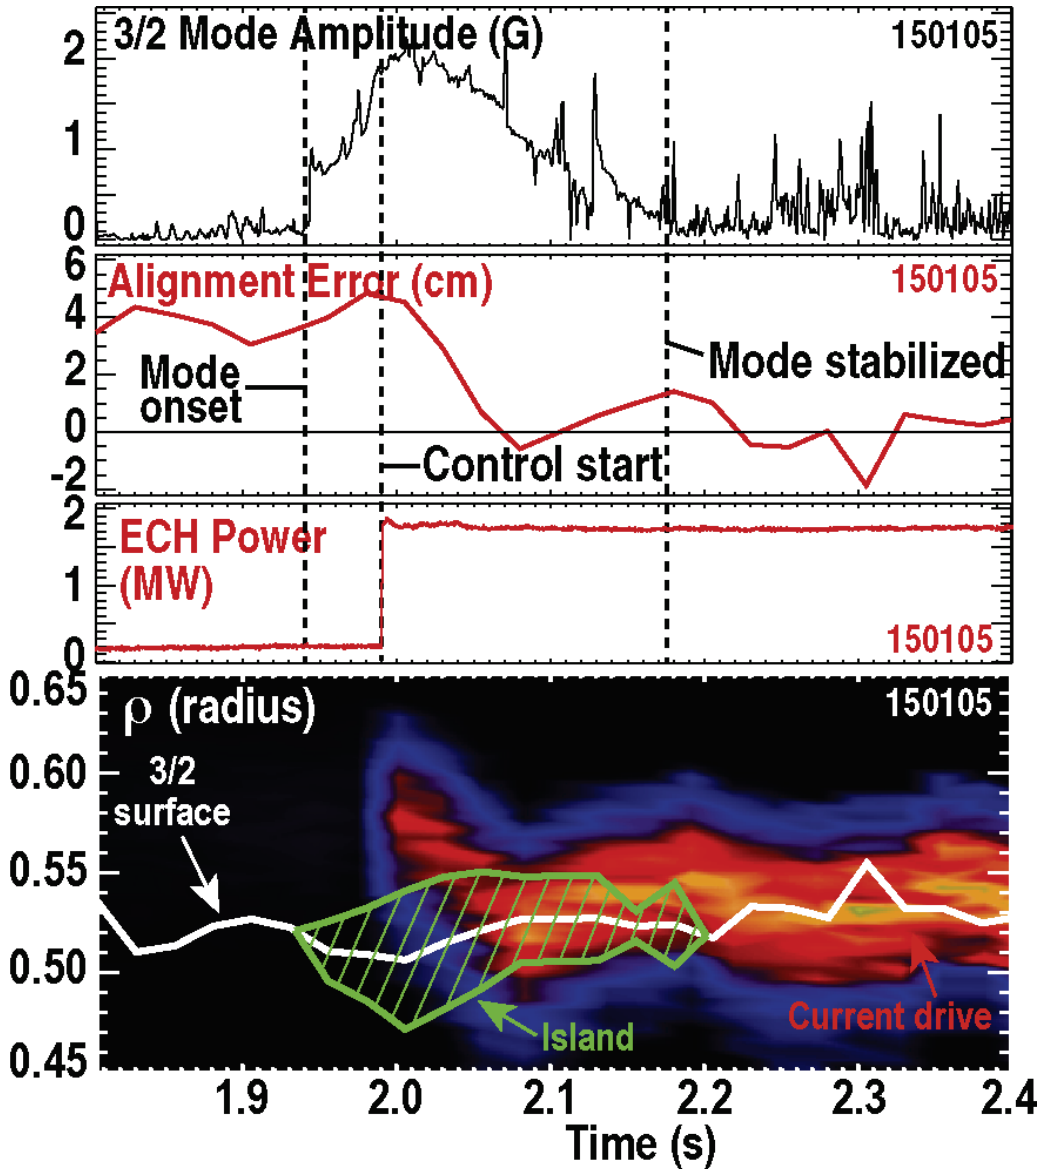 3/2 Mode Amplitude (G)
150105
2
1
0
Alignment Error (cm)
150105
6
4
2
0
-2
Mode
onset
Mode stabilized
Control start
ECH Power
(MW)
150105
2
1
0
ρ (radius)
150105
0.65
0.60
0.55
0.50
0.45
3/2
surface
Island
Current drive
1.9
2.0
2.1
2.2
2.3
2.4
Time (s)